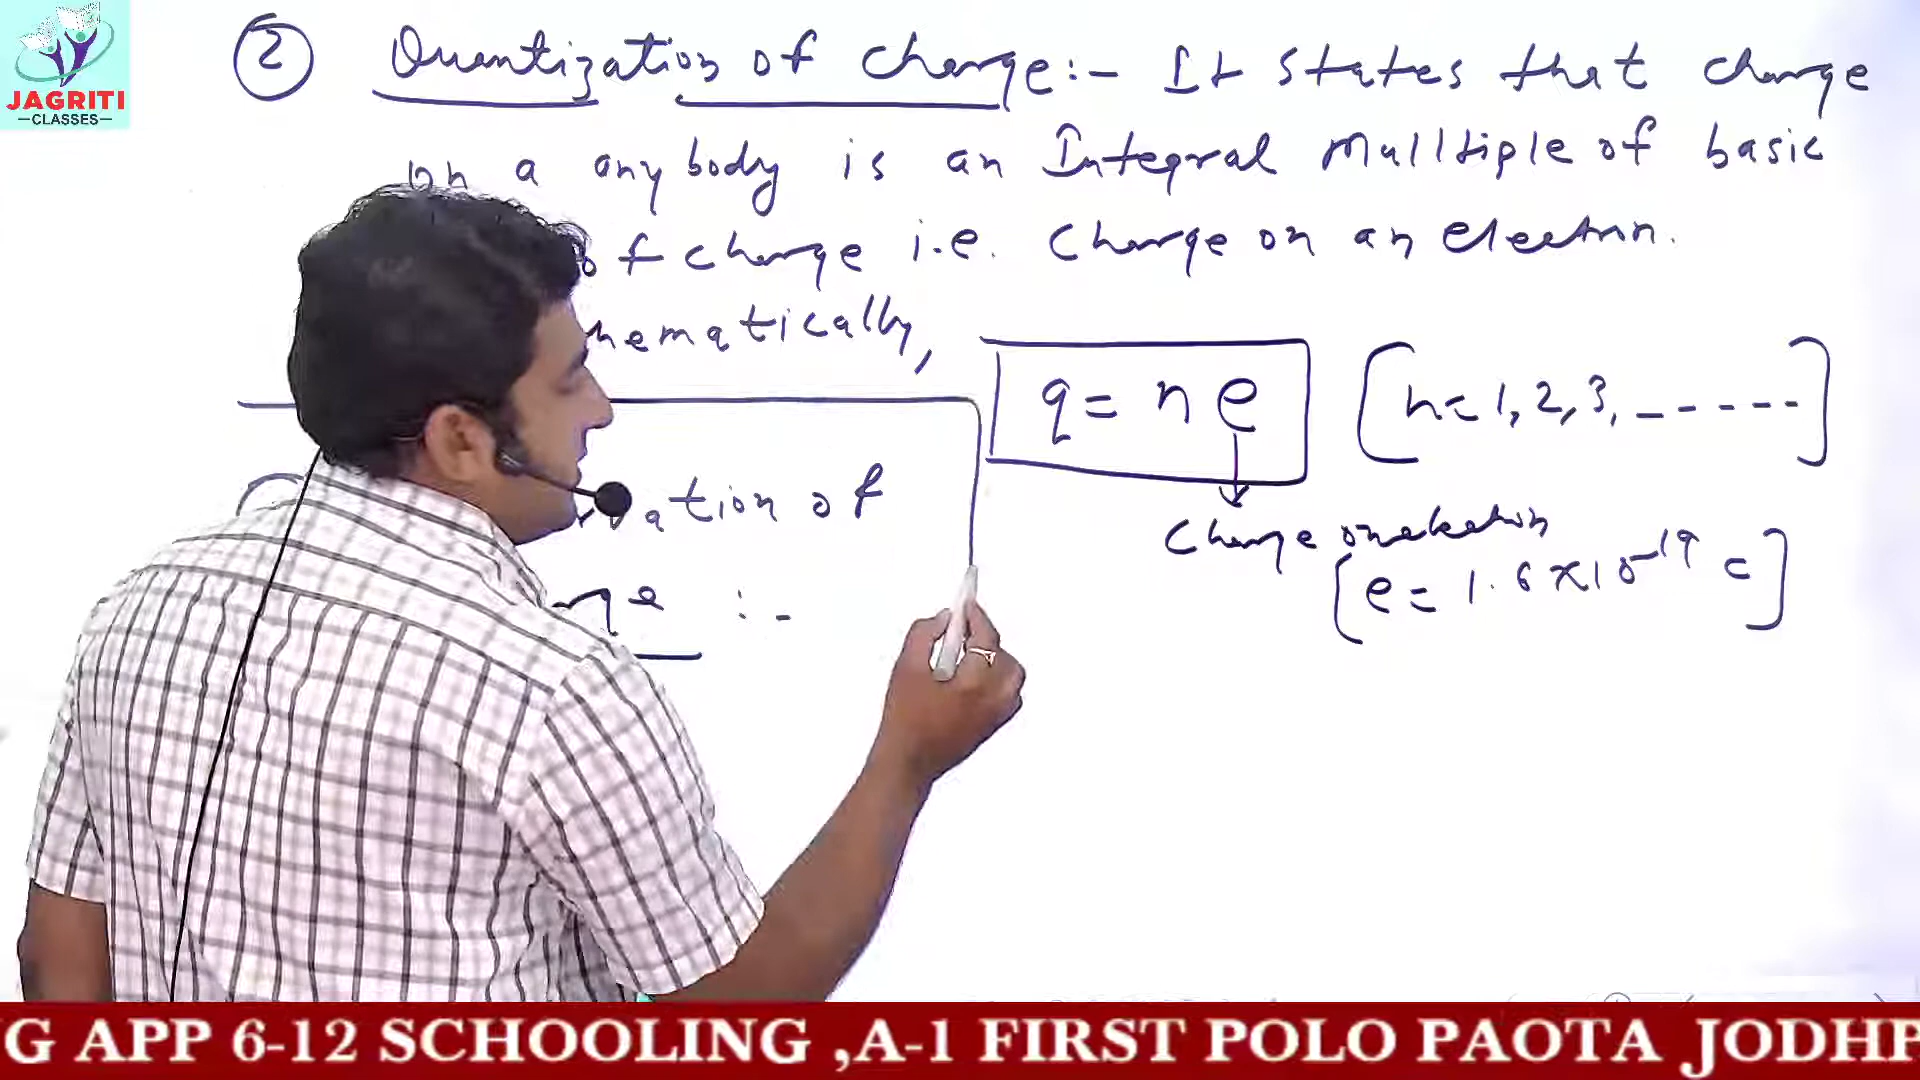 JAGRITI
—CLASSES—
② Quantization of charge:- It states that charge
on a any body is an Integral Mulltiple of basic
of charge i.e. charge on an electron.
hematically,
q = n e [n = 1, 2, 3, -----]
ation of
charge on electron
[e = 1.6 x 10⁻¹⁹ C]
ge :-
G APP 6-12 SCHOOLING ,A-1 FIRST POLO PAOTA JODHP